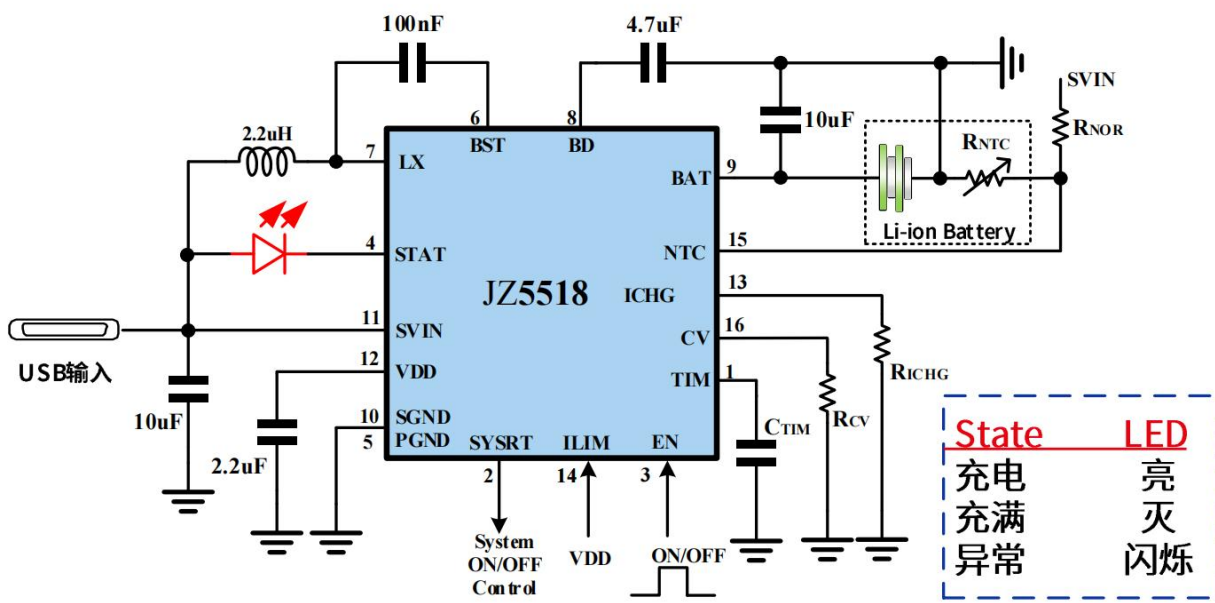 100nF
4.7uF
SVIN
2.2uH
6
8
10uF
RNTC
RNOR
7
LX
BST
BD
BAT
9
4
STAT
Li-ion Battery
NTC
15
JZ5518
ICHG
13
11
SVIN
CV
16
USB输入
12
VDD
TIM
1
RICHG
10uF
10
SGND
5
PGND
CTIM
RCV
2.2uF
SYSRT
ILIM
EN
2
14
3
System
ON/OFF
Control
VDD
ON/OFF
State LED
充电 亮
充满 灭
异常 闪烁